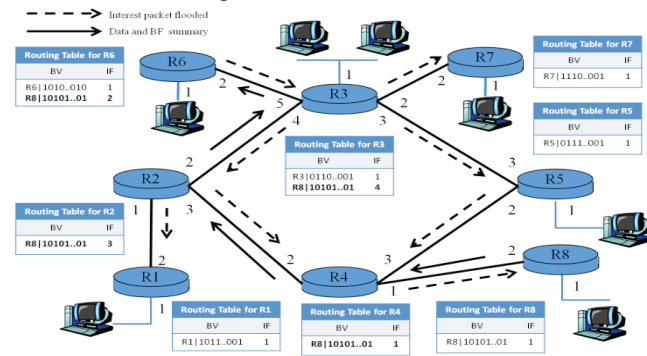 Interest packet flooded
Data and BF summary
Routing Table for R6
BV IF
R6|1010..010 1
R8|10101..01 2
R6
1
2
1
R3
5
4
2
3
R7
2
1
Routing Table for R7
BV IF
R7|1110..001 1
Routing Table for R5
BV IF
R5|0111..001 1
Routing Table for R3
BV IF
R3|0110..001 1
R8|10101..01 4
R2
2
1
3
R5
3
2
1
Routing Table for R2
BV IF
R8|10101..01 3
R1
2
1
R4
2
3
1
R8
2
1
Routing Table for R1
BV IF
R1|1011..001 1
Routing Table for R4
BV IF
R8|10101..01 1
Routing Table for R8
BV IF
R8|10101..01 1